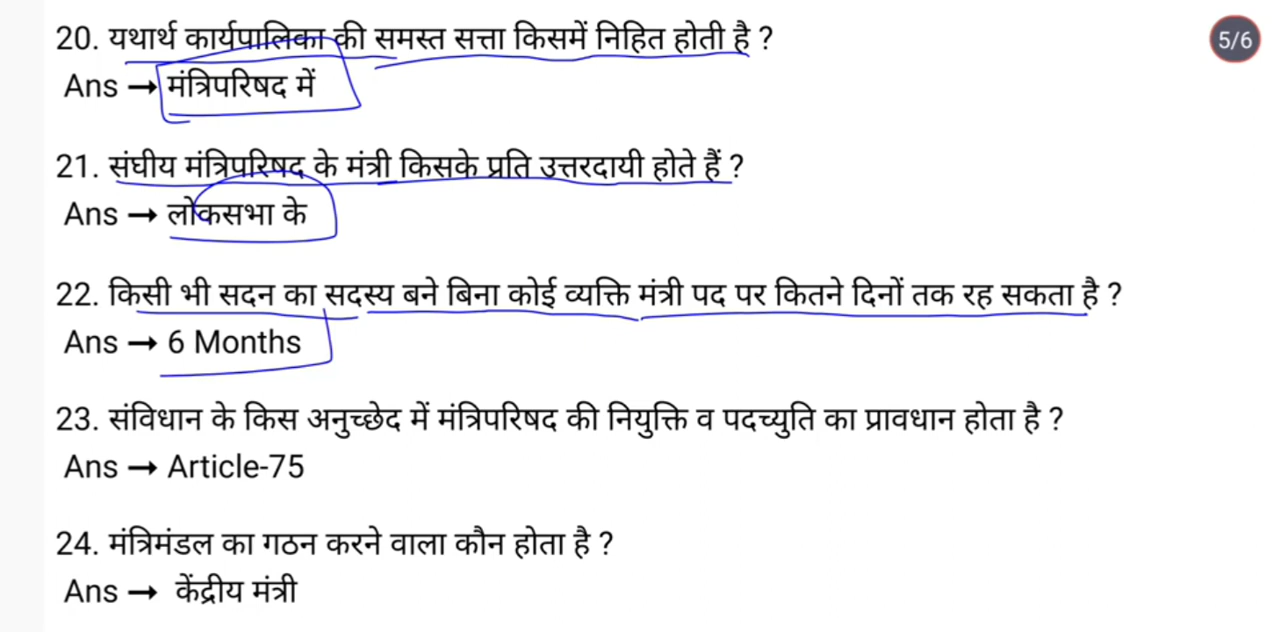 20. यथार्थ कार्यपालिका की समस्त सत्ता किसमें निहित होती है ?
5/6
Ans → मंत्रिपरिषद में
21. संघीय मंत्रिपरिषद के मंत्री किसके प्रति उत्तरदायी होते हैं ?
Ans → लोकसभा के
22. किसी भी सदन का सदस्य बने बिना कोई व्यक्ति मंत्री पद पर कितने दिनों तक रह सकता है ?
Ans → 6 Months
23. संविधान के किस अनुच्छेद में मंत्रिपरिषद की नियुक्ति व पदच्युति का प्रावधान होता है ?
Ans → Article-75
24. मंत्रिमंडल का गठन करने वाला कौन होता है ?
Ans → केंद्रीय मंत्री